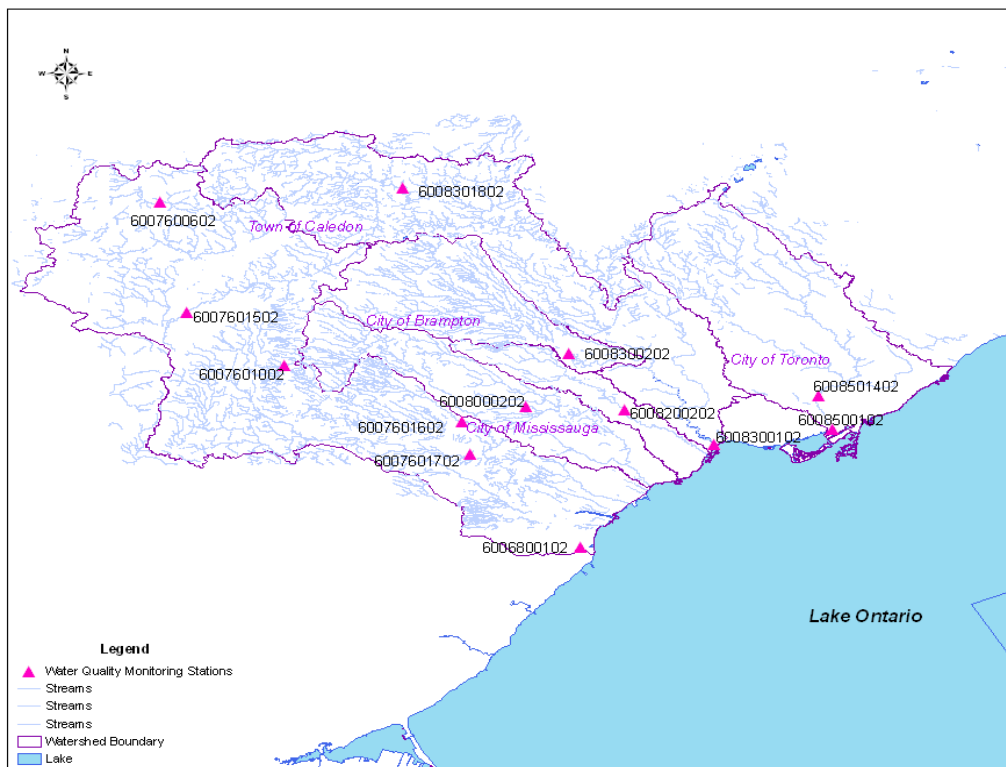 N
W E
S
6008301802
6007600602
Town of Caledon
6007601502
City of Brampton
6008300202
City of Toronto
6007601002
6008501402
6008000202
6008200202
6008500102
6007601602
City of Mississauga
6008300102
6007601702
6006800102
Lake Ontario
Legend
Water Quality Monitoring Stations
Streams
Streams
Streams
Watershed Boundary
Lake